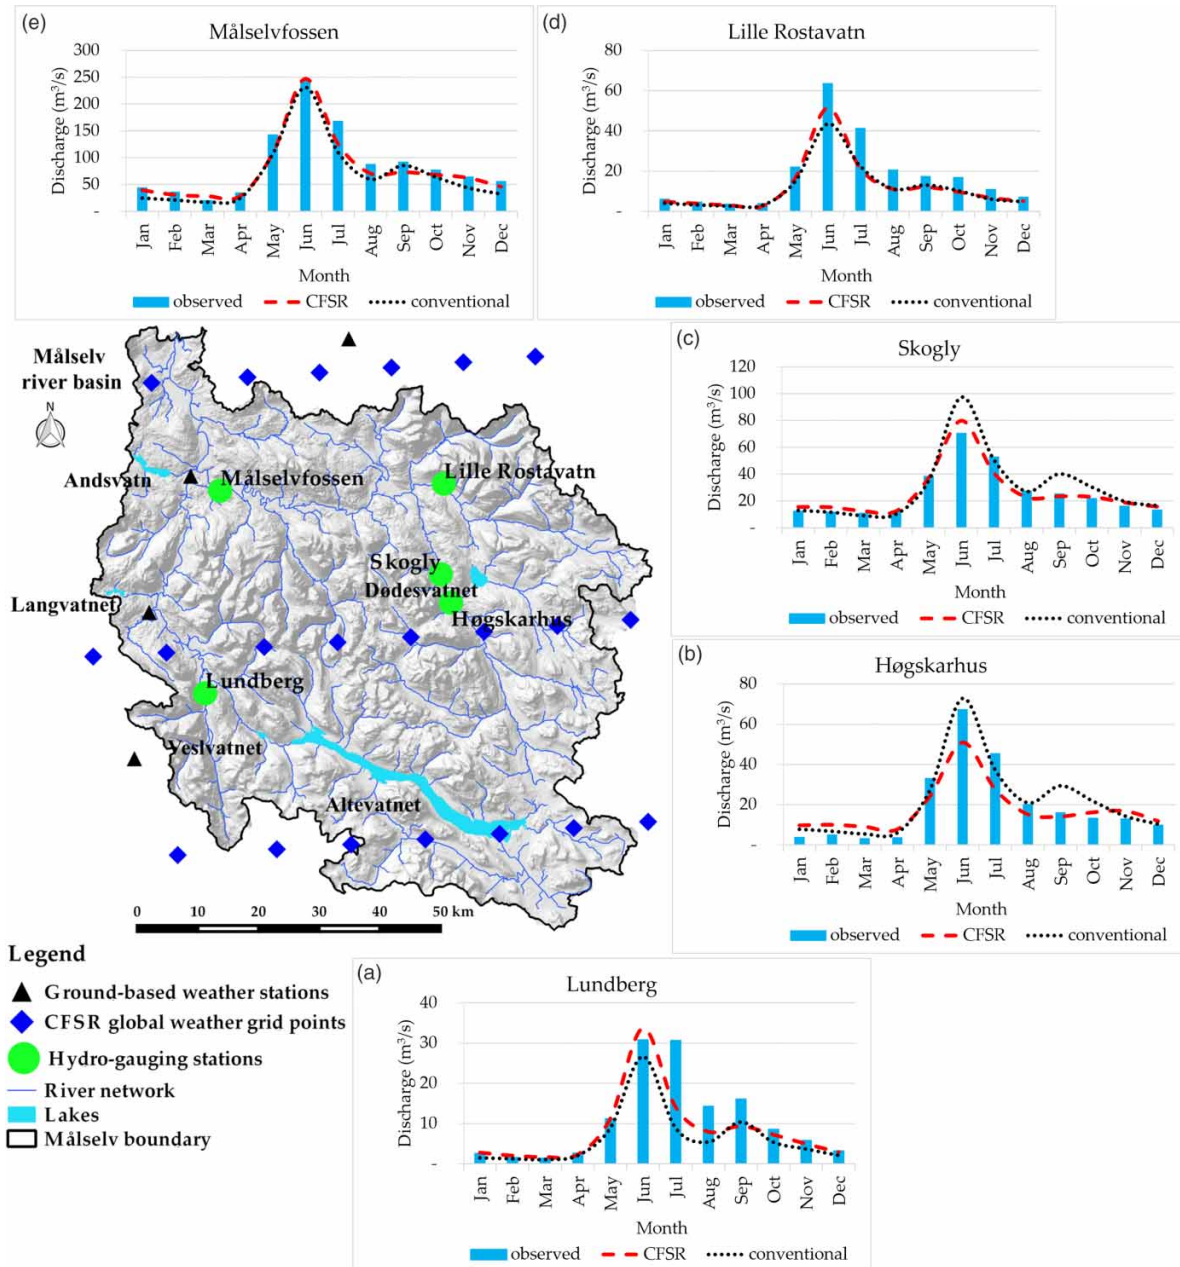 (e)
Målselvfossen
Discharge (m³/s)
300
250
200
150
100
50
-
Jan Feb Mar Apr May Jun Jul Aug Sep Oct Nov Dec
Month
observed CFSR conventional
(d)
Lille Rostavatn
Discharge (m³/s)
80
60
40
20
-
Jan Feb Mar Apr May Jun Jul Aug Sep Oct Nov Dec
Month
observed CFSR conventional
Målselv
river basin
N
Andsvatn
Målselvfossen
Lille Rostavatn
Skogly
Dødesvatnet
Langvatnet
Høgskarhus
Lundberg
Veslvatnet
Altevatnet
0 10 20 30 40 50 km
(c)
Skogly
Discharge (m³/s)
120
100
80
60
40
20
-
Jan Feb Mar Apr May Jun Jul Aug Sep Oct Nov Dec
Month
observed CFSR conventional
(b)
Høgskarhus
Discharge (m³/s)
80
60
40
20
-
Jan Feb Mar Apr May Jun Jul Aug Sep Oct Nov Dec
Month
observed CFSR conventional
Legend
Ground-based weather stations
CFSR global weather grid points
Hydro-gauging stations
River network
Lakes
Målselv boundary
(a)
Lundberg
Discharge (m³/s)
40
30
20
10
-
Jan Feb Mar Apr May Jun Jul Aug Sep Oct Nov Dec
Month
observed CFSR conventional